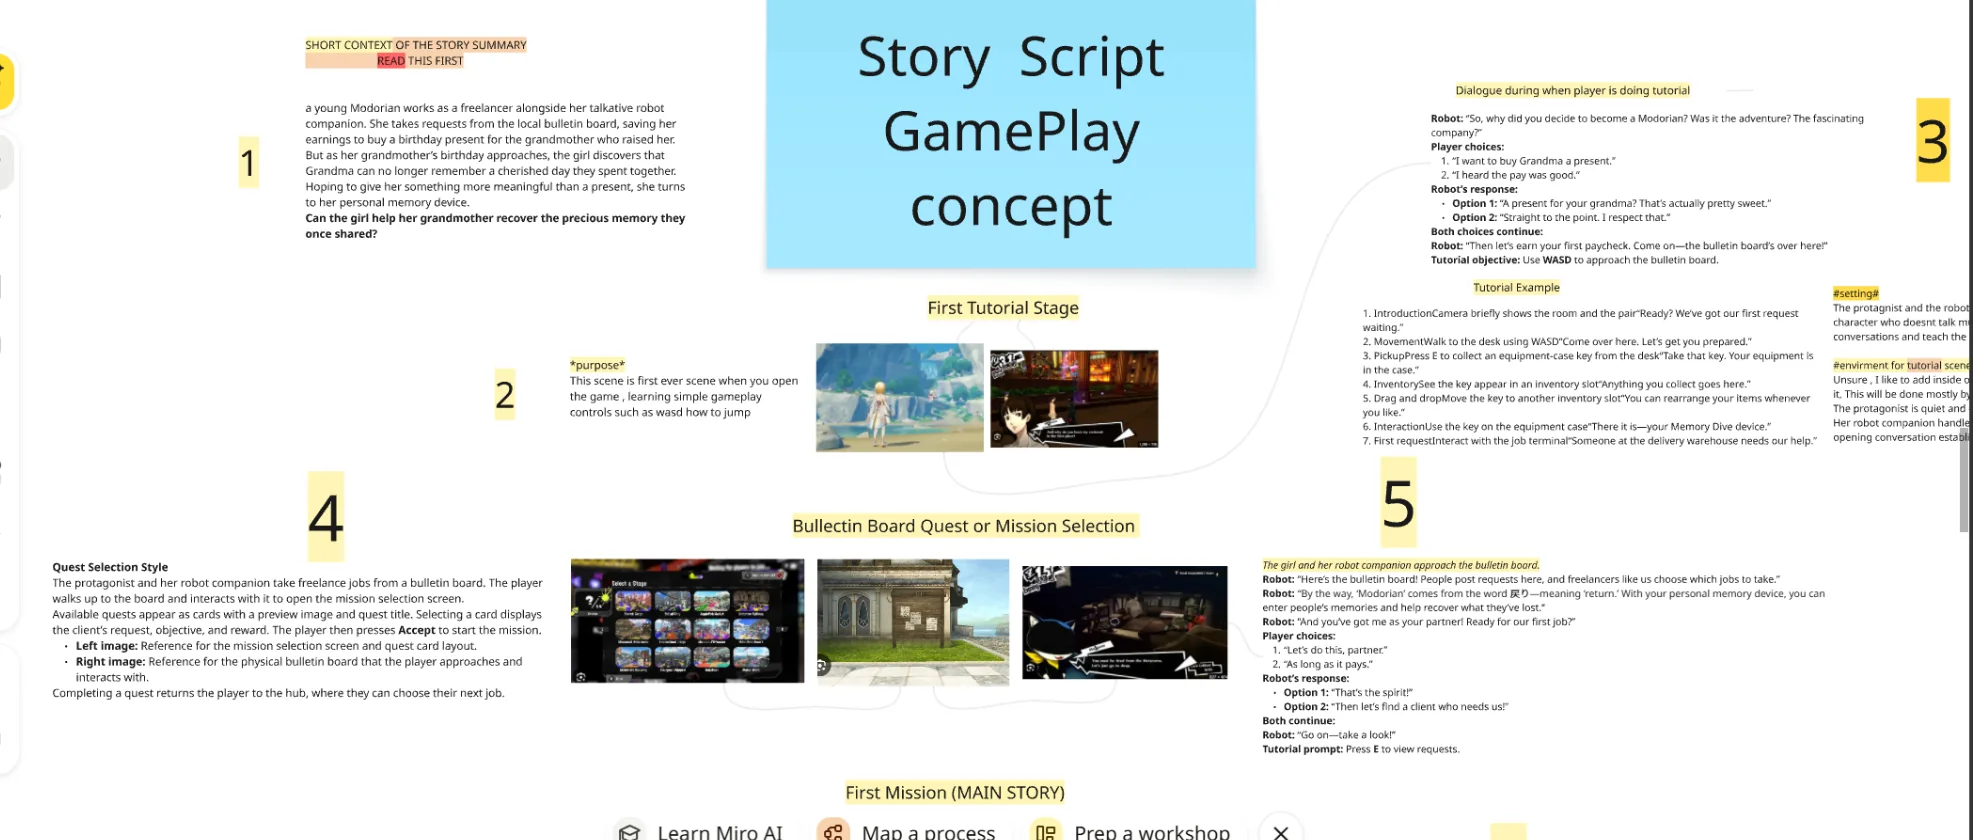 SHORT CONTEXT OF THE STORY SUMMARY
READ THIS FIRST
1
a young Modorian works as a freelancer alongside her talkative robot
companion. She takes requests from the local bulletin board, saving her
earnings to buy a birthday present for the grandmother who raised her.
But as her grandmother's birthday approaches, the girl discovers that
Grandma can no longer remember a cherished day they spent together.
Hoping to give her something more meaningful than a present, she turns
to her personal memory device.
Can the girl help her grandmother recover the precious memory they
once shared?
Story Script
GamePlay
concept
First Tutorial Stage
2
*purpose*
This scene is first ever scene when you open
the game , learning simple gameplay
controls such as wasd how to jump
3
Dialogue during when player is doing tutorial
Robot: “So, why did you decide to become a Modorian? Was it the adventure? The fascinating
company?”
Player choices:
1. “I want to buy Grandma a present.”
2. “I heard the pay was good.”
Robot's response:
• Option 1: “A present for your grandma? That's actually pretty sweet.”
• Option 2: “Straight to the point. I respect that.”
Both choices continue:
Robot: “Then let's earn your first paycheck. Come on—the bulletin board's over here!”
Tutorial objective: Use WASD to approach the bulletin board.
Tutorial Example
1. IntroductionCamera briefly shows the room and the pair“Ready? We've got our first request
waiting.”
2. MovementWalk to the desk using WASD“Come over here. Let's get you prepared.”
3. PickupPress E to collect an equipment-case key from the desk“Take that key. Your equipment is
in the case.”
4. InventorySee the key appear in an inventory slot“Anything you collect goes here.”
5. Drag and dropMove the key to another inventory slot“You can rearrange your items whenever
you like.”
6. InteractionUse the key on the equipment case“There it is—your Memory Dive device.”
7. First requestInteract with the job terminal“Someone at the delivery warehouse needs our help.”
#setting#
The protagnist and the robot
character who doesnt talk
conversations and teach the
#envirment for tutorial scene
Unsure , I like to add inside
it. This will be done mostly by
The protagonist is quiet and
Her robot companion handle
opening conversation
4
Quest Selection Style
The protagonist and her robot companion take freelance jobs from a bulletin board. The player
walks up to the board and interacts with it to open the mission selection screen.
Available quests appear as cards with a preview image and quest title. Selecting a card displays
the client's request, objective, and reward. The player then presses Accept to start the mission.
• Left image: Reference for the mission selection screen and quest card layout.
• Right image: Reference for the physical bulletin board that the player approaches and
interacts with.
Completing a quest returns the player to the hub, where they can choose their next job.
Bullectin Board Quest or Mission Selection
Select a Stage
5
The girl and her robot companion approach the bulletin board.
Robot: “Here's the bulletin board! People post requests here, and freelancers like us choose which jobs to take.”
Robot: “By the way, ‘Modorian’ comes from the word 戻り—meaning ‘return.’ With your personal memory device, you can
enter people's memories and help recover what they've lost.”
Robot: “And you've got me as your partner! Ready for our first job?”
Player choices:
1. “Let's do this, partner.”
2. “As long as it pays.”
Robot's response:
• Option 1: “That's the spirit!”
• Option 2: “Then let's find a client who needs us!”
Both continue:
Robot: “Go on—take a look!”
Tutorial prompt: Press E to view requests.
First Mission (MAIN STORY)
Learn Miro AI
Map a process
Prep a workshop